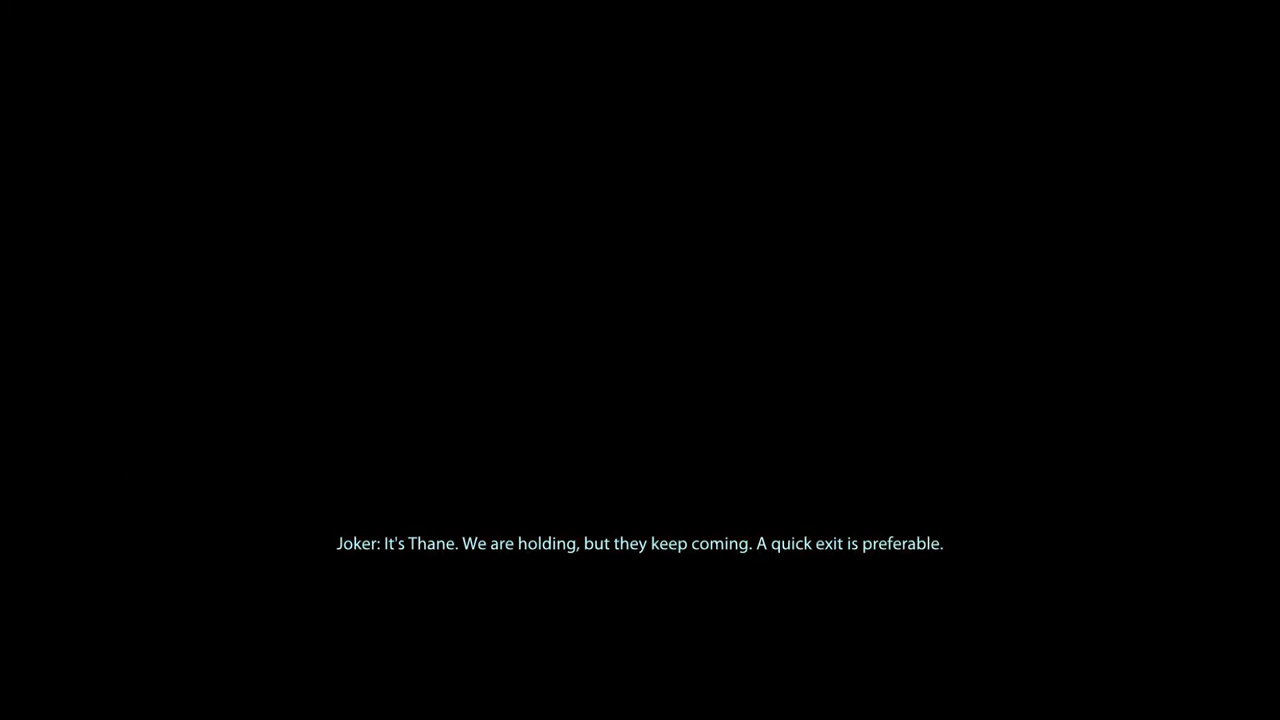 Joker: It's Thane. We are holding, but they keep coming. A quick exit is preferable.